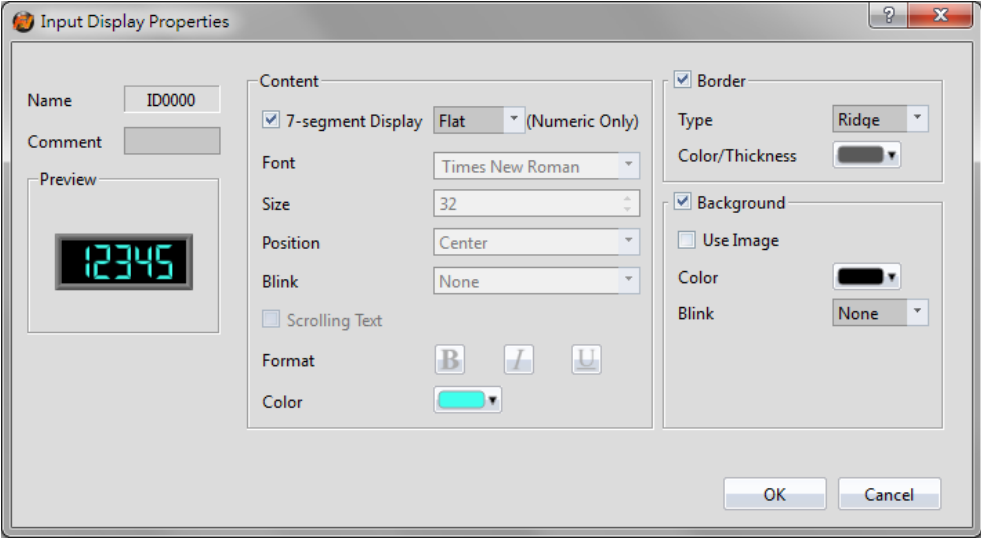 Input Display Properties
?
x
Name
ID0000
Comment
Preview
12345
Content
7-segment Display
Flat
(Numeric Only)
Font
Times New Roman
Size
32
Position
Center
Blink
None
Scrolling Text
Format
B
I
U
Color
Border
Type
Ridge
Color/Thickness
Background
Use Image
Color
Blink
None
OK
Cancel